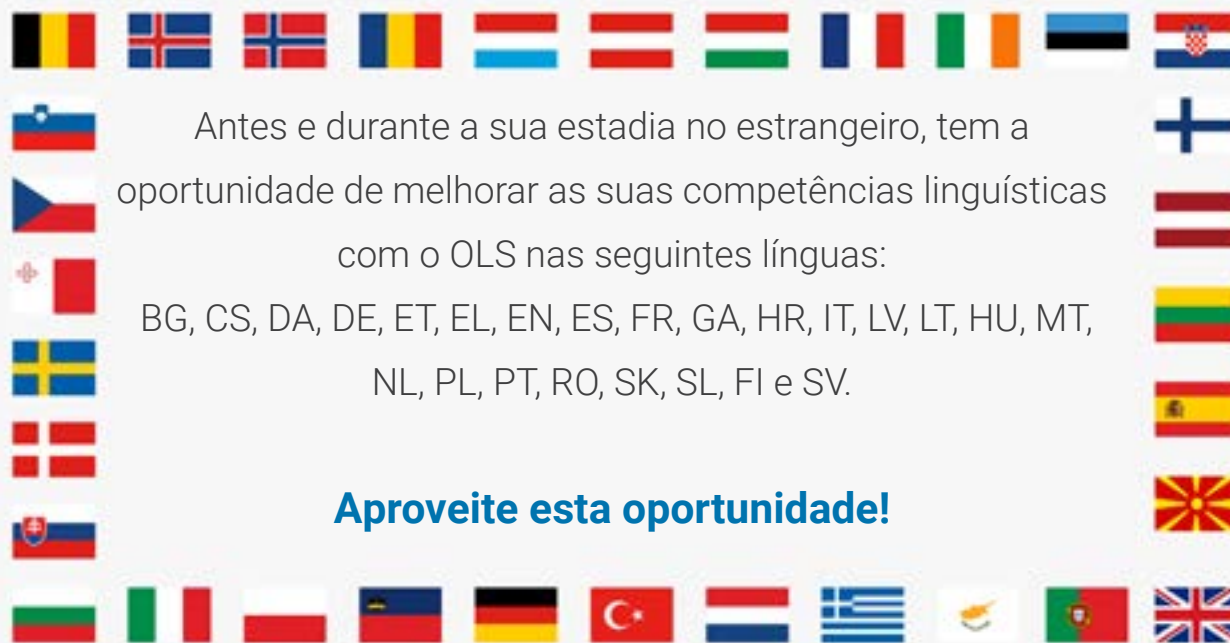 Antes e durante a sua estadia no estrangeiro, tem a
oportunidade de melhorar as suas competências linguísticas
com o OLS nas seguintes línguas:
BG, CS, DA, DE, ET, EL, EN, ES, FR, GA, HR, IT, LV, LT, HU, MT,
NL, PL, PT, RO, SK, SL, FI e SV.
Aproveite esta oportunidade!